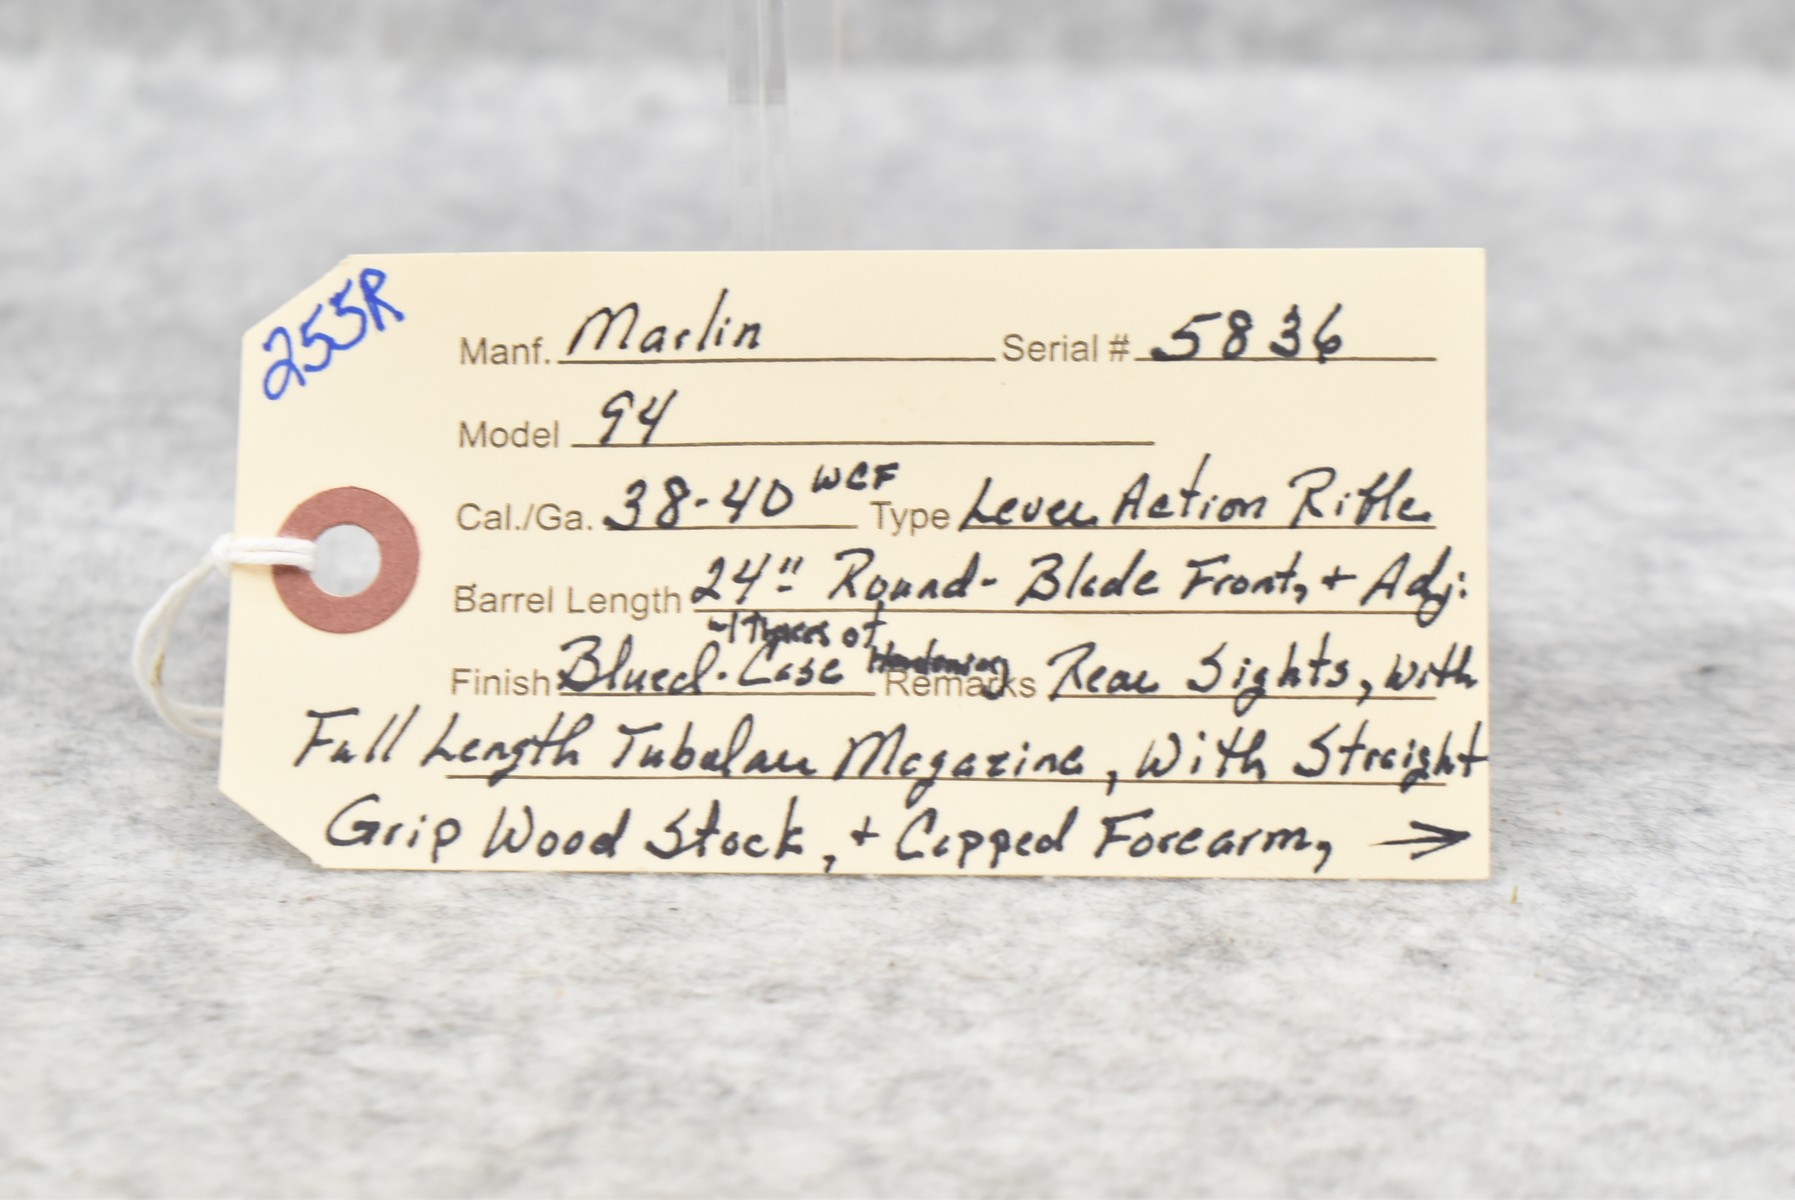 255R
Manf. Marlin Serial # 5836
Model 94
Cal./Ga. 38-40 WCF Type Lever Action Rifle
Barrel Length 24" Round- Blade Front, + Adj:
Types of
Finish Blued. Case Hardening Remarks Rear Sights, with
Full Length Tubular Magazine, With Straight
Grip Wood Stock, + Capped Forearm, →